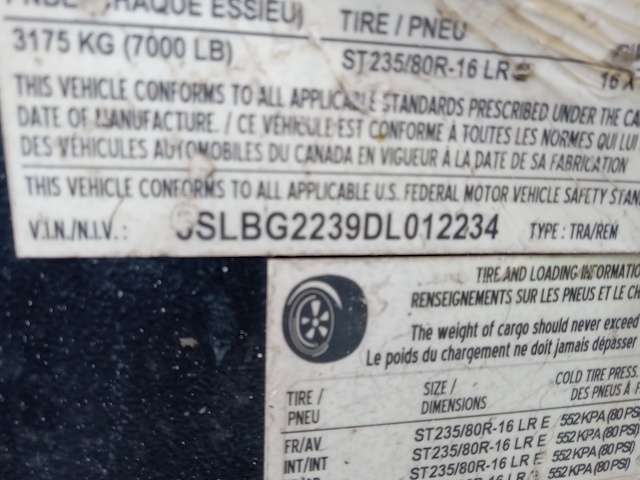 CHAQUE ESSIEU) TIRE / PNEU
3175 KG (7000 LB) ST235/80R-16 LR E 16 X
THIS VEHICLE CONFORMS TO ALL APPLICABLE STANDARDS PRESCRIBED UNDER THE CA
DATE OF MANUFACTURE. / CE VÉHICULE EST CONFORME À TOUTES LES NORMES QUI LUI
DES VÉHICULES AUTOMOBILES DU CANADA EN VIGUEUR À LA DATE DE SA FABRICATION
THIS VEHICLE CONFORMS TO ALL APPLICABLE U.S. FEDERAL MOTOR VEHICLE SAFETY STAN
V.I.N./N.I.V.: SLBG2239DL012234 TYPE: TRA/REM
TIRE AND LOADING INFORMATIO
RENSEIGNEMENTS SUR LES PNEUS ET LE CH
The weight of cargo should never exceed
Le poids du chargement ne doit jamais dépasser
TIRE / SIZE / COLD TIRE PRESS.
PNEU DIMENSIONS DES PNEUS À
FR/AV ST235/80R-16 LR E 552 KPA (80 PSI)
INT/INT ST235/80R-16 LR E 552 KPA (80 PSI)
ST235/80R-16 LR E 552 KPA (80 PSI)